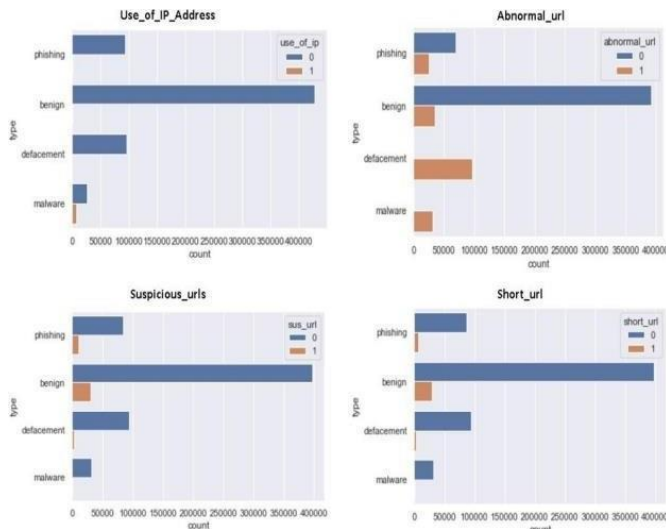 Use_of_IP_Address
use_of_ip
0
1
phishing
benign
defacement
malware
type
0 50000 100000 150000 200000 250000 300000 350000 400000
count
Abnormal_url
abnormal_url
0
1
phishing
benign
defacement
malware
type
0 50000 100000 150000 200000 250000 300000 350000 400000
count
Suspicious_urls
sus_url
0
1
phishing
benign
defacement
malware
type
0 50000 100000 150000 200000 250000 300000 350000 400000
count
Short_url
short_url
0
1
phishing
benign
defacement
malware
type
0 50000 100000 150000 200000 250000 300000 350000 400000
count